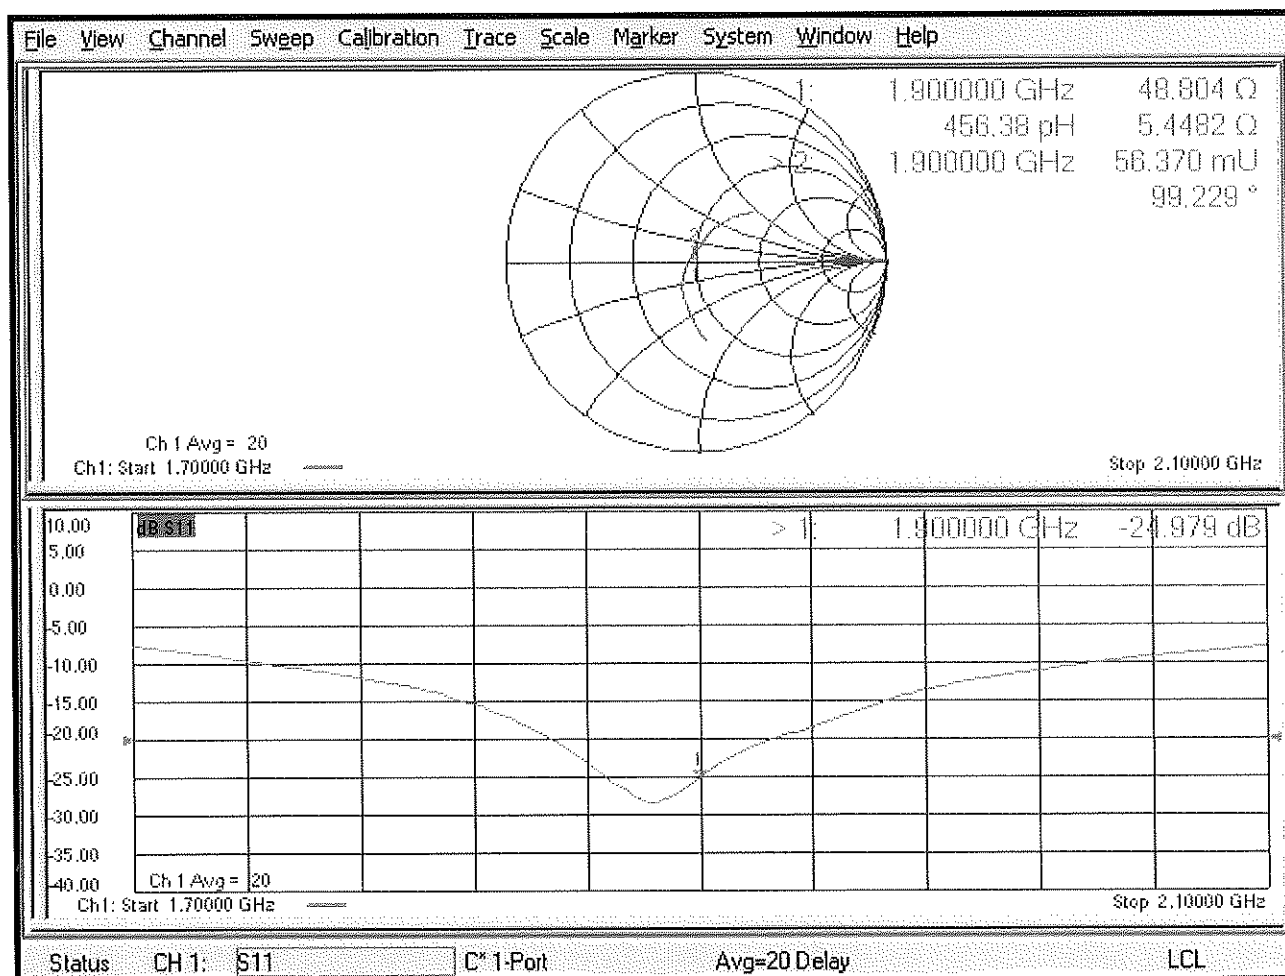 File View Channel Sweep Calibration Trace Scale Marker System Window Help
1: 1.900000 GHz 48.804 Ω
456.38 pH 5.4482 Ω
> 2: 1.900000 GHz 56.370 mU
99.229 °
2
Ch 1 Avg = 20
Ch1: Start 1.70000 GHz Stop 2.10000 GHz
10.00 dB S11 > 1: 1.900000 GHz -24.979 dB
5.00
0.00
-5.00
-10.00
-15.00
-20.00
1
-25.00
-30.00
-35.00
-40.00 Ch 1 Avg = 20
Ch1: Start 1.70000 GHz Stop 2.10000 GHz
Status CH 1: S11 C* 1-Port Avg=20 Delay LCL